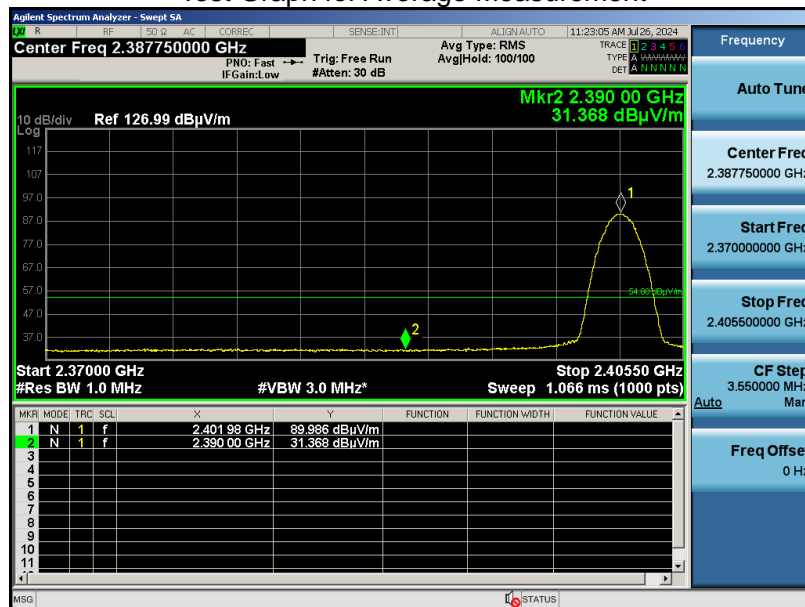 Test Graph for Average Measurement
Agilent Spectrum Analyzer - Swept SA
LXI R RF 50 Ω AC CORREC SENSE:INT ALIGN AUTO 11:23:05 AM Jul 26, 2024
Center Freq 2.387750000 GHz
PNO: Fast
IFGain:Low
Trig: Free Run
#Atten: 30 dB
Avg Type: RMS
Avg|Hold: 100/100
TRACE 1 2 3 4 5 6
TYPE A WWWWW
DET A N N N N N
Mkr2 2.390 00 GHz
31.368 dBµV/m
10 dB/div Ref 126.99 dBµV/m
Log
117
107
97.0
87.0
77.0
67.0
57.0
47.0
37.0
1
54.00 dBµV/m
2
Start 2.37000 GHz Stop 2.40550 GHz
#Res BW 1.0 MHz #VBW 3.0 MHz* Sweep 1.066 ms (1000 pts)
MKR MODE TRC SCL X Y FUNCTION FUNCTION WIDTH FUNCTION VALUE
1 N 1 f 2.401 98 GHz 89.986 dBµV/m
2 N 1 f 2.390 00 GHz 31.368 dBµV/m
3
4
5
6
7
8
9
10
11
MSG STATUS
Frequency
Auto Tune
Center Freq
2.387750000 GHz
Start Freq
2.370000000 GHz
Stop Freq
2.405500000 GHz
CF Step
3.550000 MHz
Auto Man
Freq Offset
0 Hz